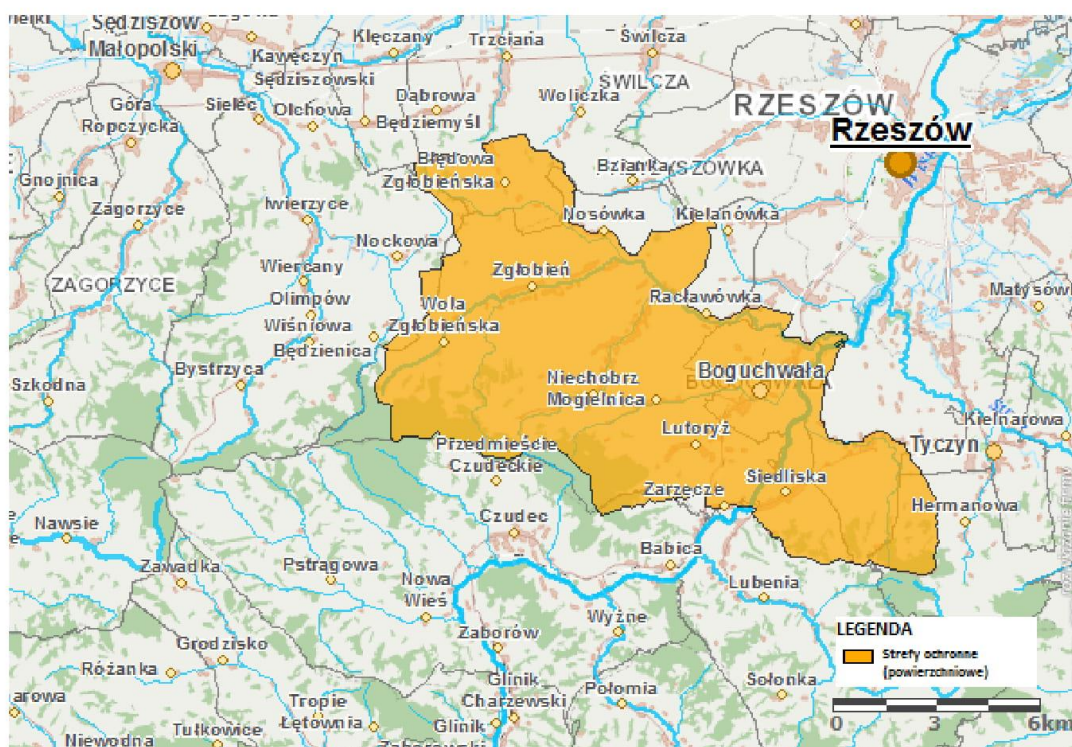 Sędziszów
Małopolski
Kawęczyn
Sędziszowski
Klęczany
Trzciana
Świlcza
ŚWILCZA
Góra
Ropczycka
Sielec
Olchowa
Dąbrowa
Będziemyśl
Woliczka
RZESZÓW
Rzeszów
Gnojnica
Zagorzyce
ZAGORZYCE
Iwierzyce
Błędowa
Zgłobieńska
Bzianka
Nosówka
Kielanówka
Nockowa
Wiercany
Olimpów
Wiśniowa
Będzienica
Zgłobień
Wola
Zgłobieńska
Racławówka
Matysówka
Szkodna
Bystrzyca
Niechobrz
Mogielnica
Boguchwała
Lutoryż
Kielnarowa
Tyczyn
Przedmieście
Czudeckie
Zarzecze
Siedliska
Hermanowa
Nawsie
Czudec
Babica
Zawadka
Pstrągowa
Nowa
Wieś
Lubenia
Zaborów
Wyżne
Grodzisko
Różanka
Glinik
Charzewski
Połomia
Sołonka
Tropie
Łętownia
Glinik
Zaborowski
Tułkowice
Niewodna
LEGENDA
Strefy ochronne
(powierzchniowe)
0 3 6km